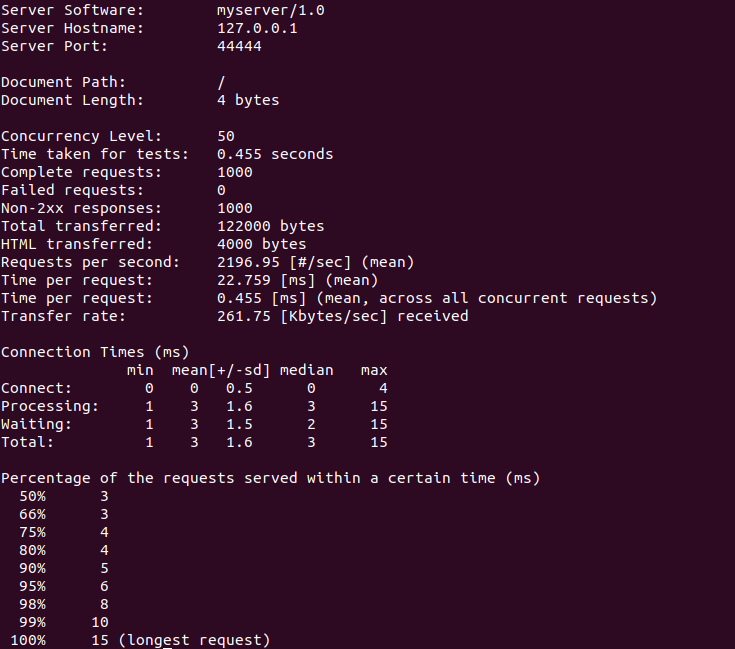 Server Software:        myserver/1.0
Server Hostname:        127.0.0.1
Server Port:            44444

Document Path:          /
Document Length:        4 bytes

Concurrency Level:      50
Time taken for tests:   0.455 seconds
Complete requests:      1000
Failed requests:        0
Non-2xx responses:      1000
Total transferred:      122000 bytes
HTML transferred:       4000 bytes
Requests per second:    2196.95 [#/sec] (mean)
Time per request:       22.759 [ms] (mean)
Time per request:       0.455 [ms] (mean, across all concurrent requests)
Transfer rate:          261.75 [Kbytes/sec] received

Connection Times (ms)
              min  mean[+/-sd] median   max
Connect:        0    0   0.5      0       4
Processing:     1    3   1.6      3      15
Waiting:        1    3   1.5      2      15
Total:          1    3   1.6      3      15

Percentage of the requests served within a certain time (ms)
  50%      3
  66%      3
  75%      4
  80%      4
  90%      5
  95%      6
  98%      8
  99%     10
 100%     15 (longest request)